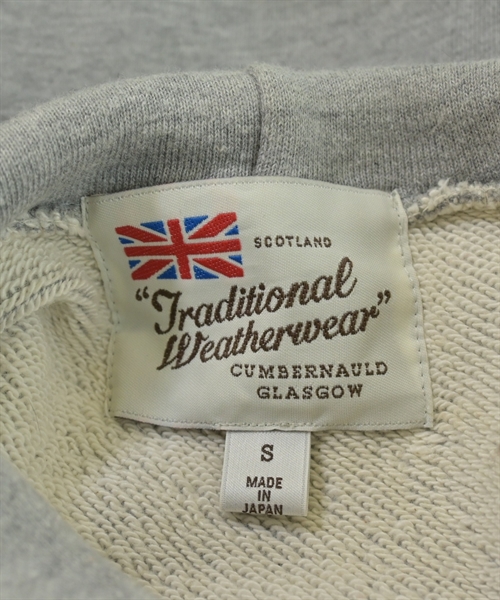 SCOTLAND
"Traditional
Weatherwear"
CUMBERNAULD
GLASGOW
S
MADE
IN
JAPAN